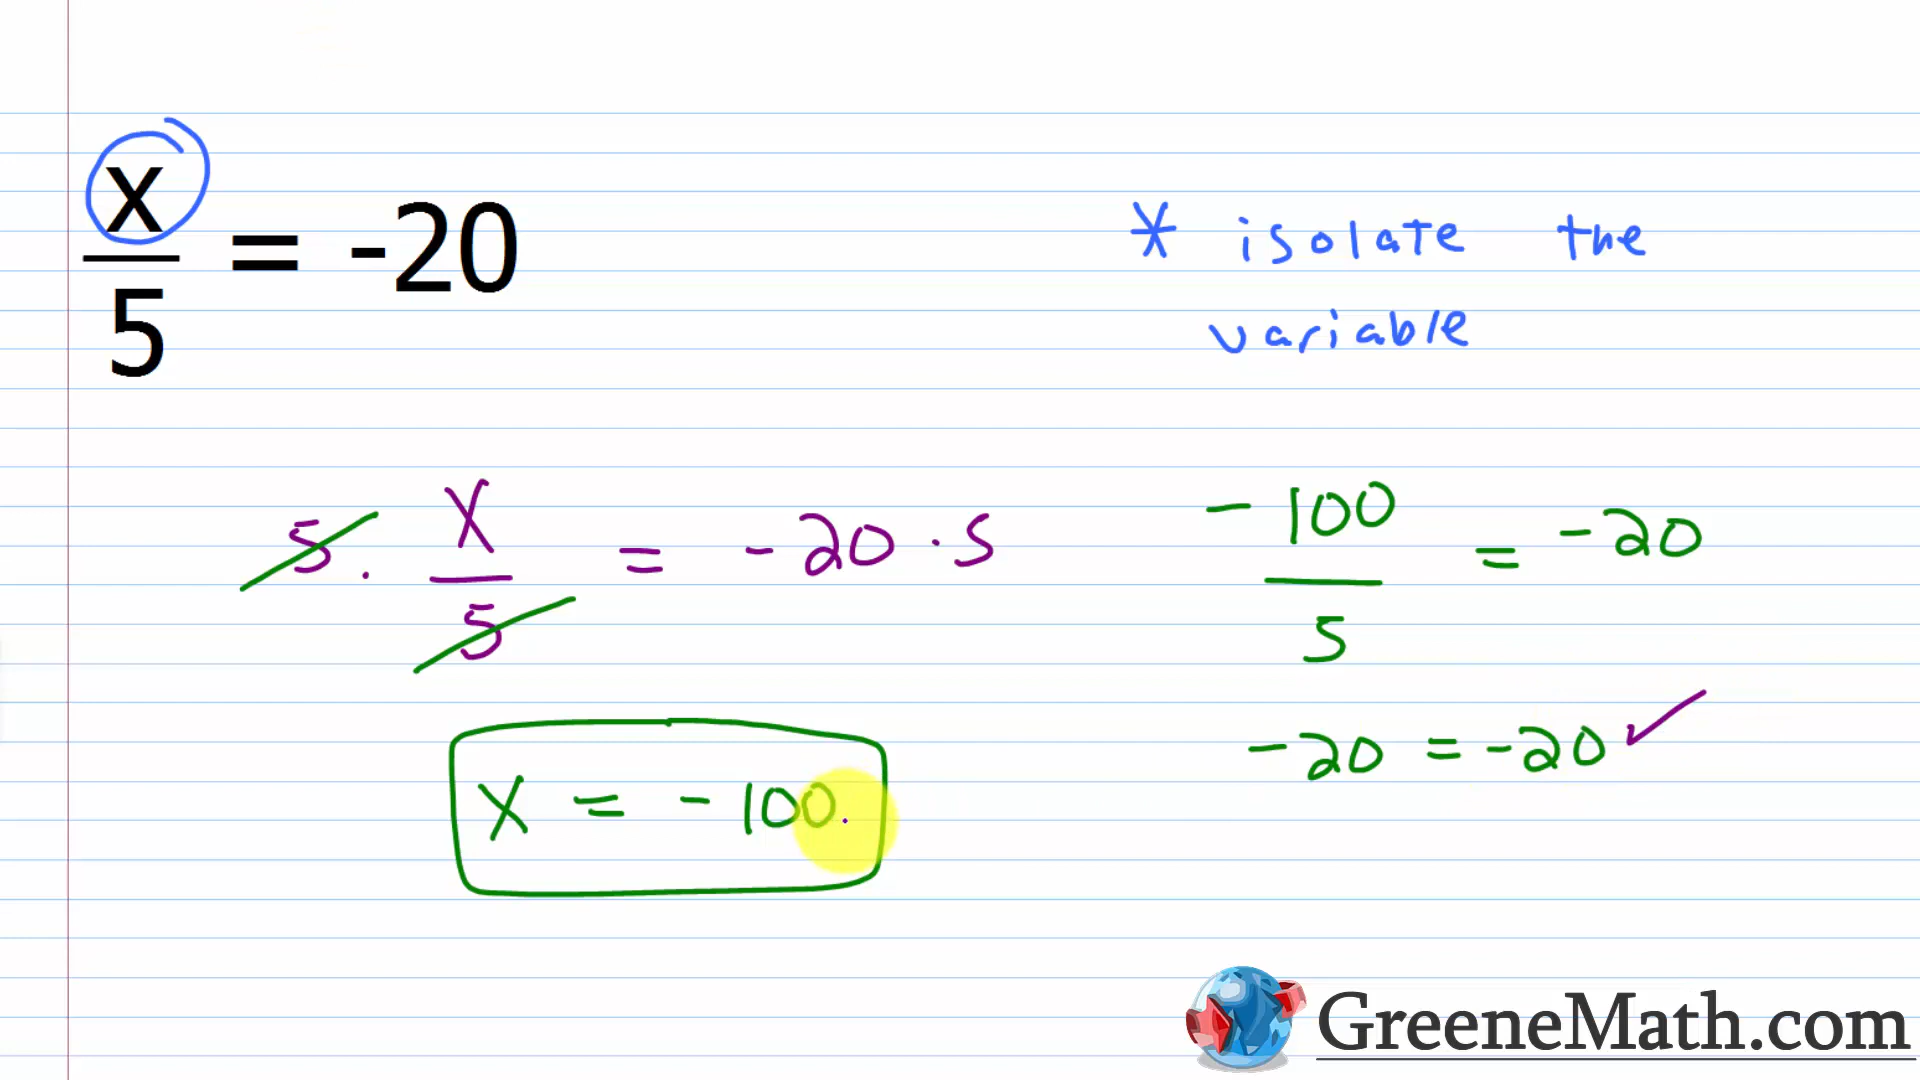 x/5 = -20
* isolate the
variable
5 · x/5 = -20 · 5
-100/5 = -20
-20 = -20 ✓
x = -100
GreeneMath.com